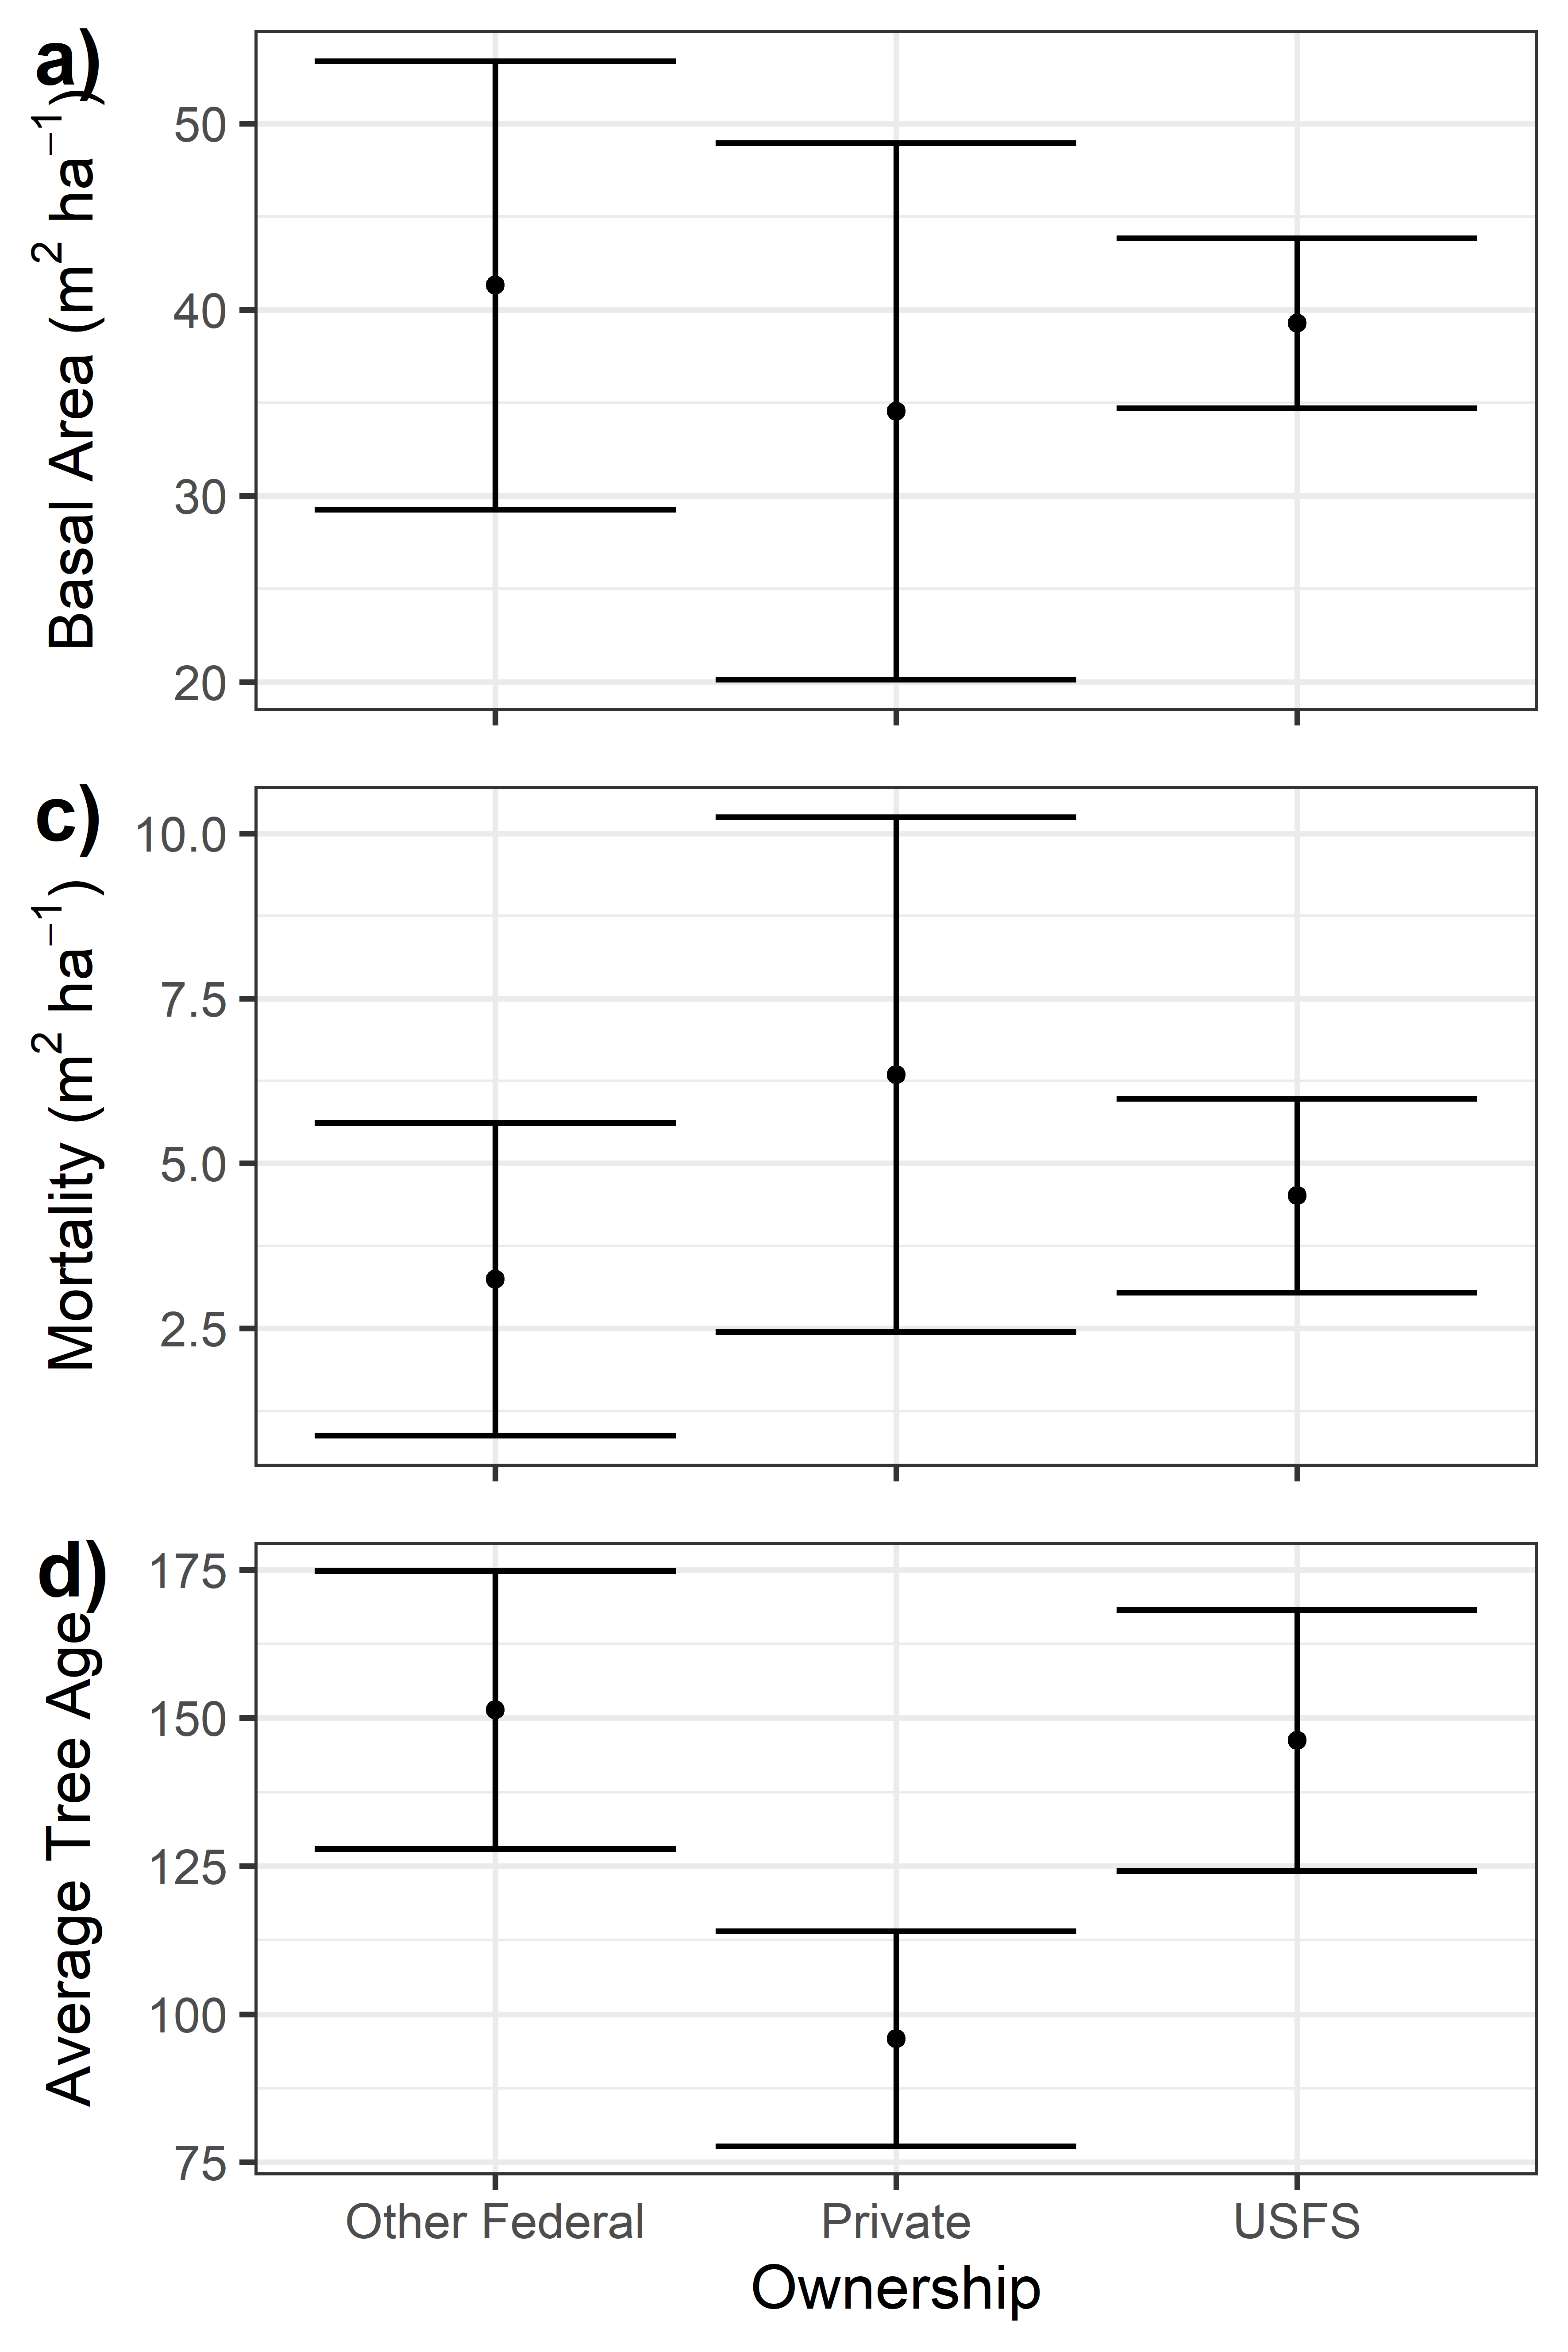 a)
Basal Area (m² ha⁻¹)
50
40
30
20
c)
Mortality (m² ha⁻¹)
10.0
7.5
5.0
2.5
d)
Average Tree Age
175
150
125
100
75
Other Federal Private USFS
Ownership